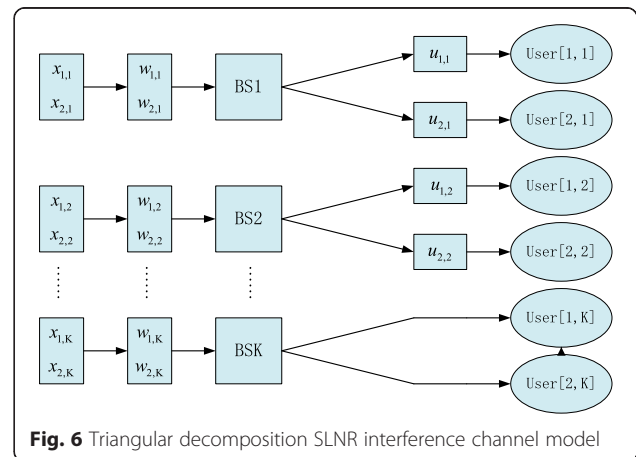 x1,1
x2,1
w1,1
w2,1
BS1
u1,1
User[1,1]
u2,1
User[2,1]
x1,2
x2,2
w1,2
w2,2
BS2
u1,2
User[1,2]
u2,2
User[2,2]
x1,K
x2,K
w1,K
w2,K
BSK
User[1,K]
User[2,K]
Fig. 6 Triangular decomposition SLNR interference channel model